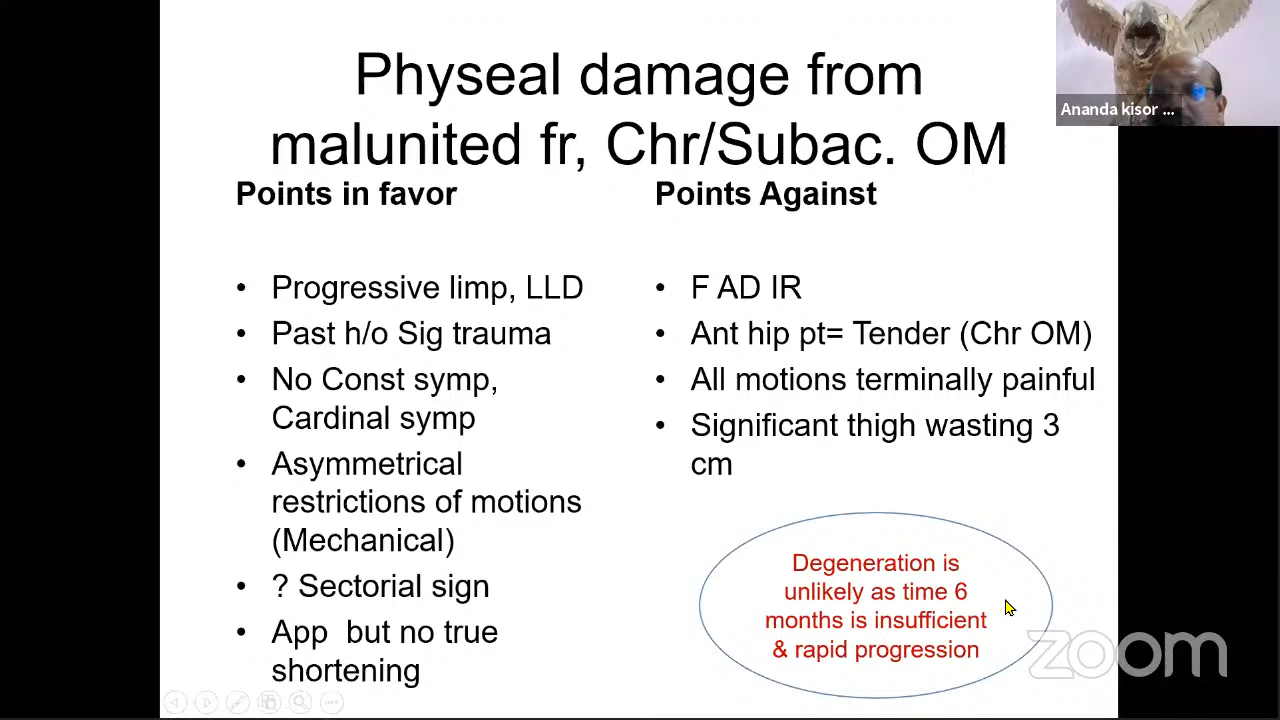 Physeal damage from
malunited fr, Chr/Subac. OM
Points in favor
• Progressive limp, LLD
• Past h/o Sig trauma
• No Const symp,
Cardinal symp
• Asymmetrical
restrictions of motions
(Mechanical)
• ? Sectorial sign
• App but no true
shortening
Points Against
• F AD IR
• Ant hip pt= Tender (Chr OM)
• All motions terminally painful
• Significant thigh wasting 3
cm
Degeneration is
unlikely as time 6
months is insufficient
& rapid progression
Ananda kisor ...
zoom